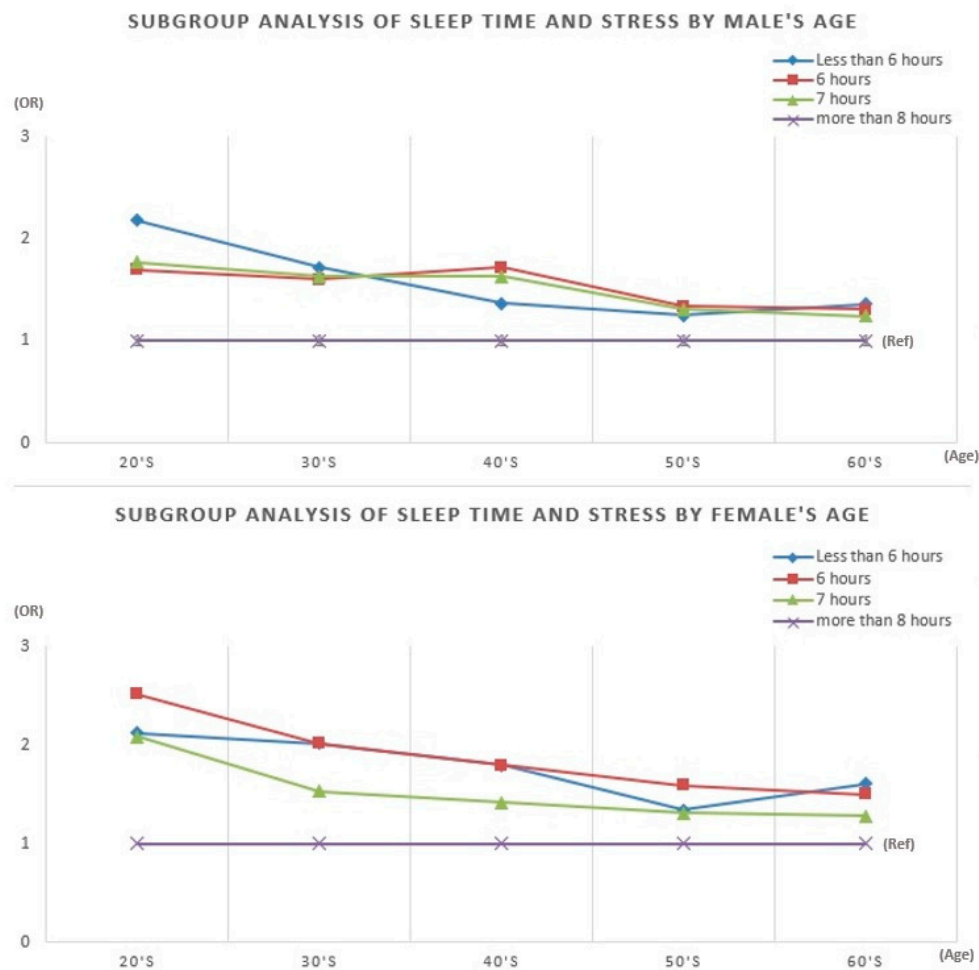 SUBGROUP ANALYSIS OF SLEEP TIME AND STRESS BY MALE'S AGE
Less than 6 hours
6 hours
7 hours
more than 8 hours
(OR)
3
2
1
(Ref)
0
20'S 30'S 40'S 50'S 60'S (Age)
SUBGROUP ANALYSIS OF SLEEP TIME AND STRESS BY FEMALE'S AGE
Less than 6 hours
6 hours
7 hours
more than 8 hours
(OR)
3
2
1
(Ref)
0
20'S 30'S 40'S 50'S 60'S (Age)